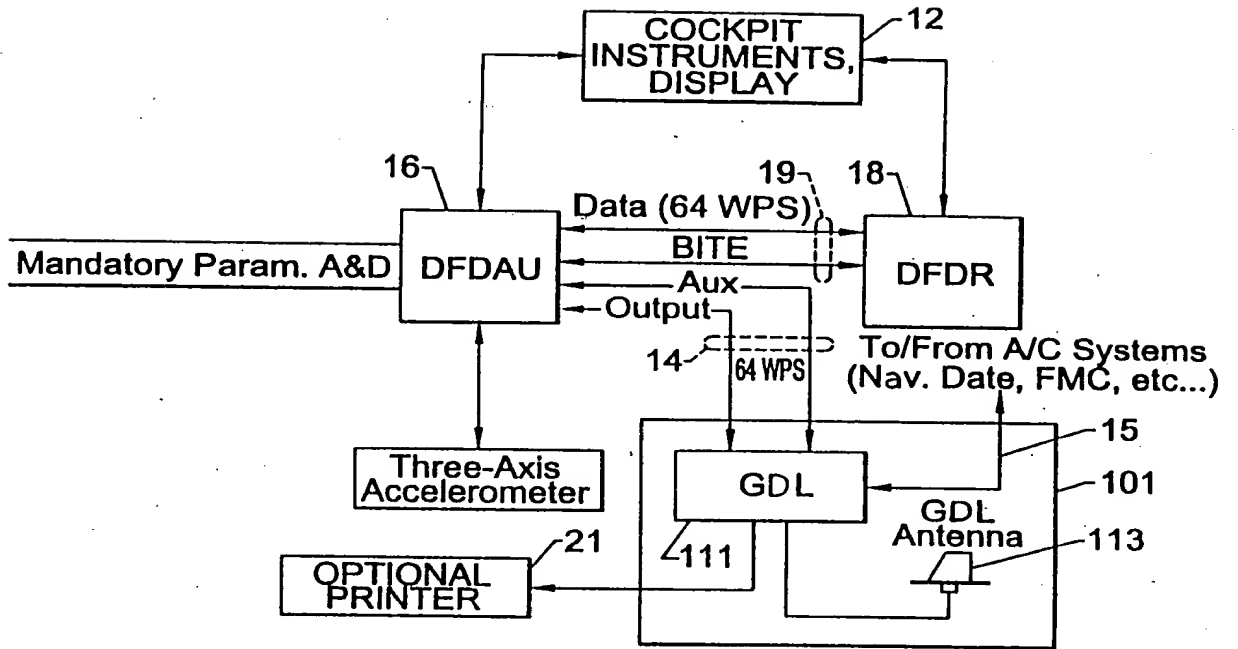 12
COCKPIT
INSTRUMENTS,
DISPLAY
16
19
18
Data (64 WPS)
BITE
Aux
Output
Mandatory Param. A&D
DFDAU
DFDR
14
64 WPS
To/From A/C Systems
(Nav. Date, FMC, etc...)
15
101
Three-Axis
Accelerometer
GDL
GDL
Antenna
111
113
21
OPTIONAL
PRINTER